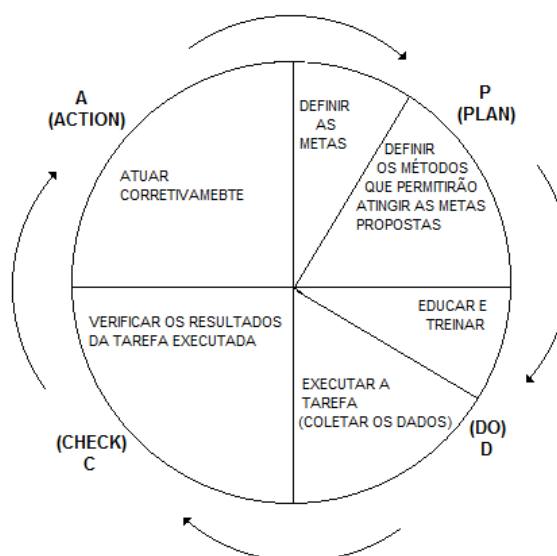 A
(ACTION)
P
(PLAN)
DEFINIR
AS
METAS
DEFINIR
OS MÉTODOS
QUE PERMITIRÃO
ATINGIR AS METAS
PROPOSTAS
ATUAR
CORRETIVAMEBTE
EDUCAR E
TREINAR
VERIFICAR OS RESULTADOS
DA TAREFA EXECUTADA
EXECUTAR A
TAREFA
(COLETAR OS DADOS)
(DO)
D
(CHECK)
C